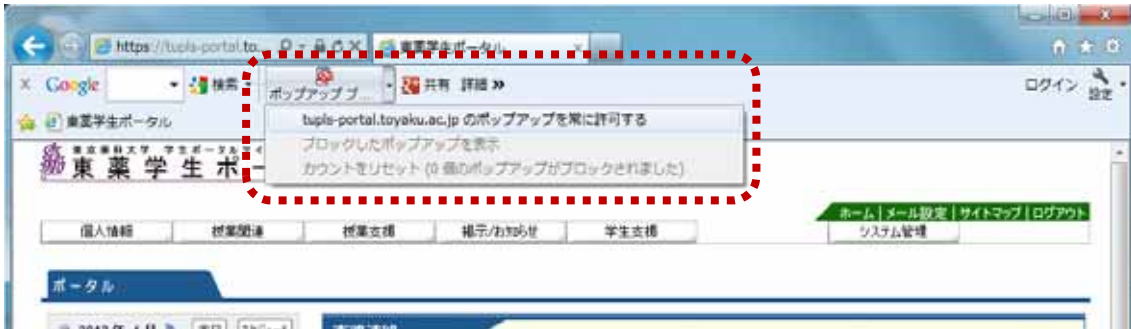 https://tupls-portal.to...
東薬学生ポータル
Google
検索
ポップアップ ブ...
共有 詳細 »
ログイン
設定
東薬学生ポータル
tupls-portal.toyaku.ac.jp のポップアップを常に許可する
ブロックしたポップアップを表示
カウントをリセット (0 個のポップアップがブロックされました)
東薬学生ポー
ホーム | メール設定 | サイトマップ | ログアウト
個人情報 授業関連 授業支援 掲示/お知らせ 学生支援 システム管理
ポータル